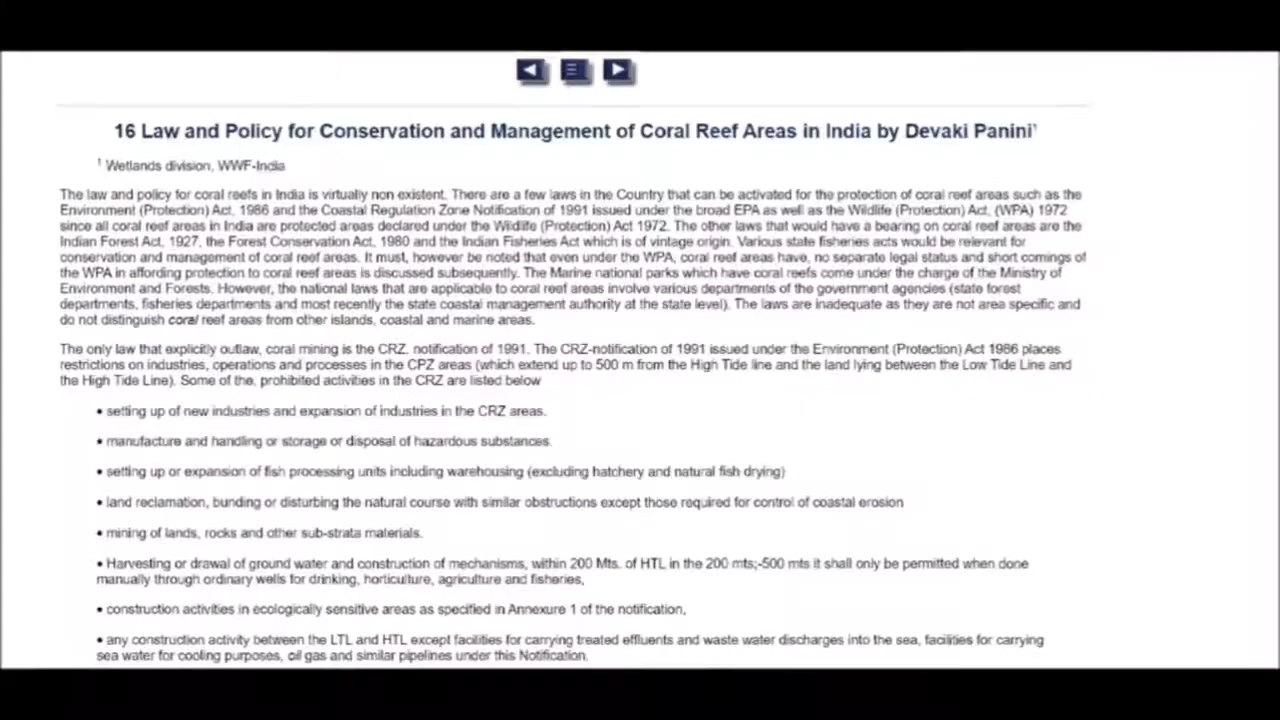 16 Law and Policy for Conservation and Management of Coral Reef Areas in India by Devaki Panini¹
¹ Wetlands division, WWF-India
The law and policy for coral reefs in India is virtually non existent. There are a few laws in the Country that can be activated for the protection of coral reef areas such as the
Environment (Protection) Act, 1986 and the Coastal Regulation Zone Notification of 1991 issued under the broad EPA as well as the Wildlife (Protection) Act, (WPA) 1972
since all coral reef areas in India are protected areas declared under the Wildlife (Protection) Act 1972. The other laws that would have a bearing on coral reef areas are the
Indian Forest Act, 1927, the Forest Conservation Act, 1980 and the Indian Fisheries Act which is of vintage origin. Various state fisheries acts would be relevant for
conservation and management of coral reef areas. It must, however be noted that even under the WPA, coral reef areas have, no separate legal status and short comings of
the WPA in affording protection to coral reef areas is discussed subsequently. The Marine national parks which have coral reefs come under the charge of the Ministry of
Environment and Forests. However, the national laws that are applicable to coral reef areas involve various departments of the government agencies (state forest
departments, fisheries departments and most recently the state coastal management authority at the state level). The laws are inadequate as they are not area specific and
do not distinguish coral reef areas from other islands, coastal and marine areas.
The only law that explicitly outlaw, coral mining is the CRZ, notification of 1991. The CRZ-notification of 1991 issued under the Environment (Protection) Act 1986 places
restrictions on industries, operations and processes in the CPZ areas (which extend up to 500 m from the High Tide line and the land lying between the Low Tide Line and
the High Tide Line). Some of the, prohibited activities in the CRZ are listed below
• setting up of new industries and expansion of industries in the CRZ areas.
• manufacture and handling or storage or disposal of hazardous substances.
• setting up or expansion of fish processing units including warehousing (excluding hatchery and natural fish drying)
• land reclamation, bunding or disturbing the natural course with similar obstructions except those required for control of coastal erosion
• mining of lands, rocks and other sub-strata materials.
• Harvesting or drawal of ground water and construction of mechanisms, within 200 Mts. of HTL in the 200 mts;-500 mts it shall only be permitted when done
manually through ordinary wells for drinking, horticulture, agriculture and fisheries,
• construction activities in ecologically sensitive areas as specified in Annexure 1 of the notification,
• any construction activity between the LTL and HTL except facilities for carrying treated effluents and waste water discharges into the sea, facilities for carrying
sea water for cooling purposes, oil gas and similar pipelines under this Notification.